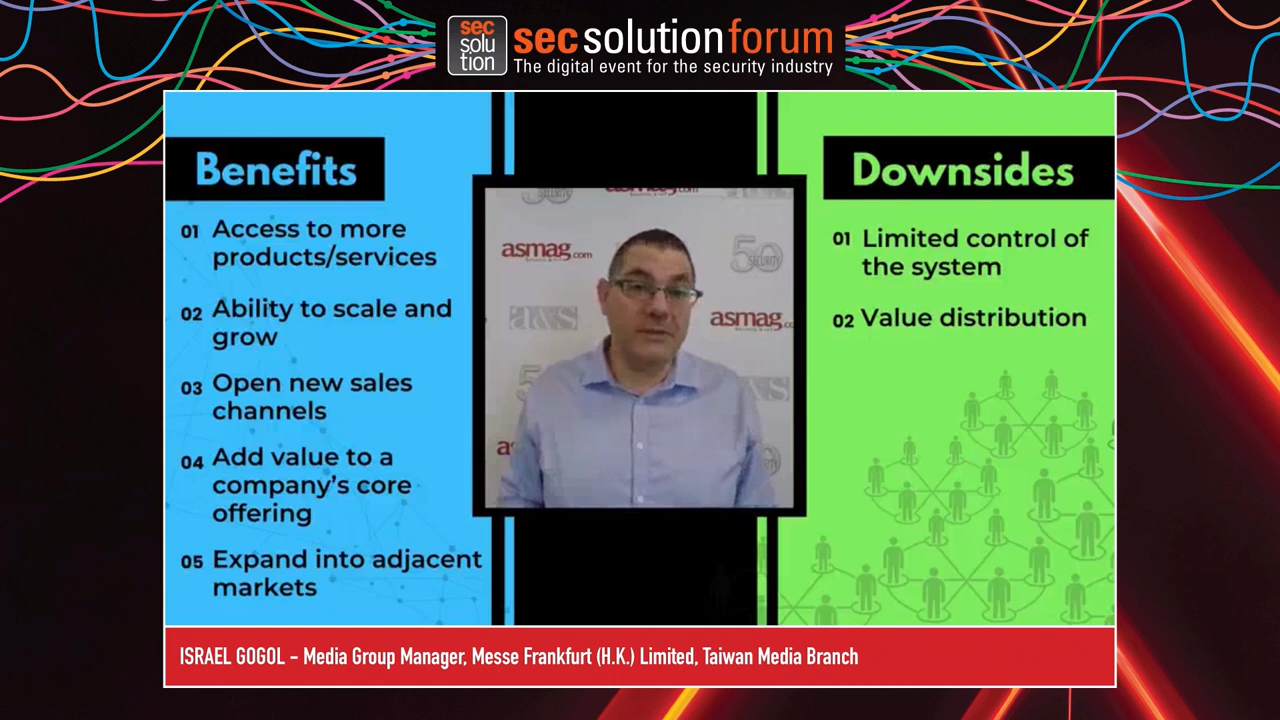 sec
solu
tion
secsolutionforum
The digital event for the security industry
Benefits
01 Access to more
products/services
02 Ability to scale and
grow
03 Open new sales
channels
04 Add value to a
company's core
offering
05 Expand into adjacent
markets
asmag.com
asmag.com
50
SECURITY
a&s
asmag.c
Downsides
01 Limited control of
the system
02 Value distribution
ISRAEL GOGOL – Media Group Manager, Messe Frankfurt (H.K.) Limited, Taiwan Media Branch